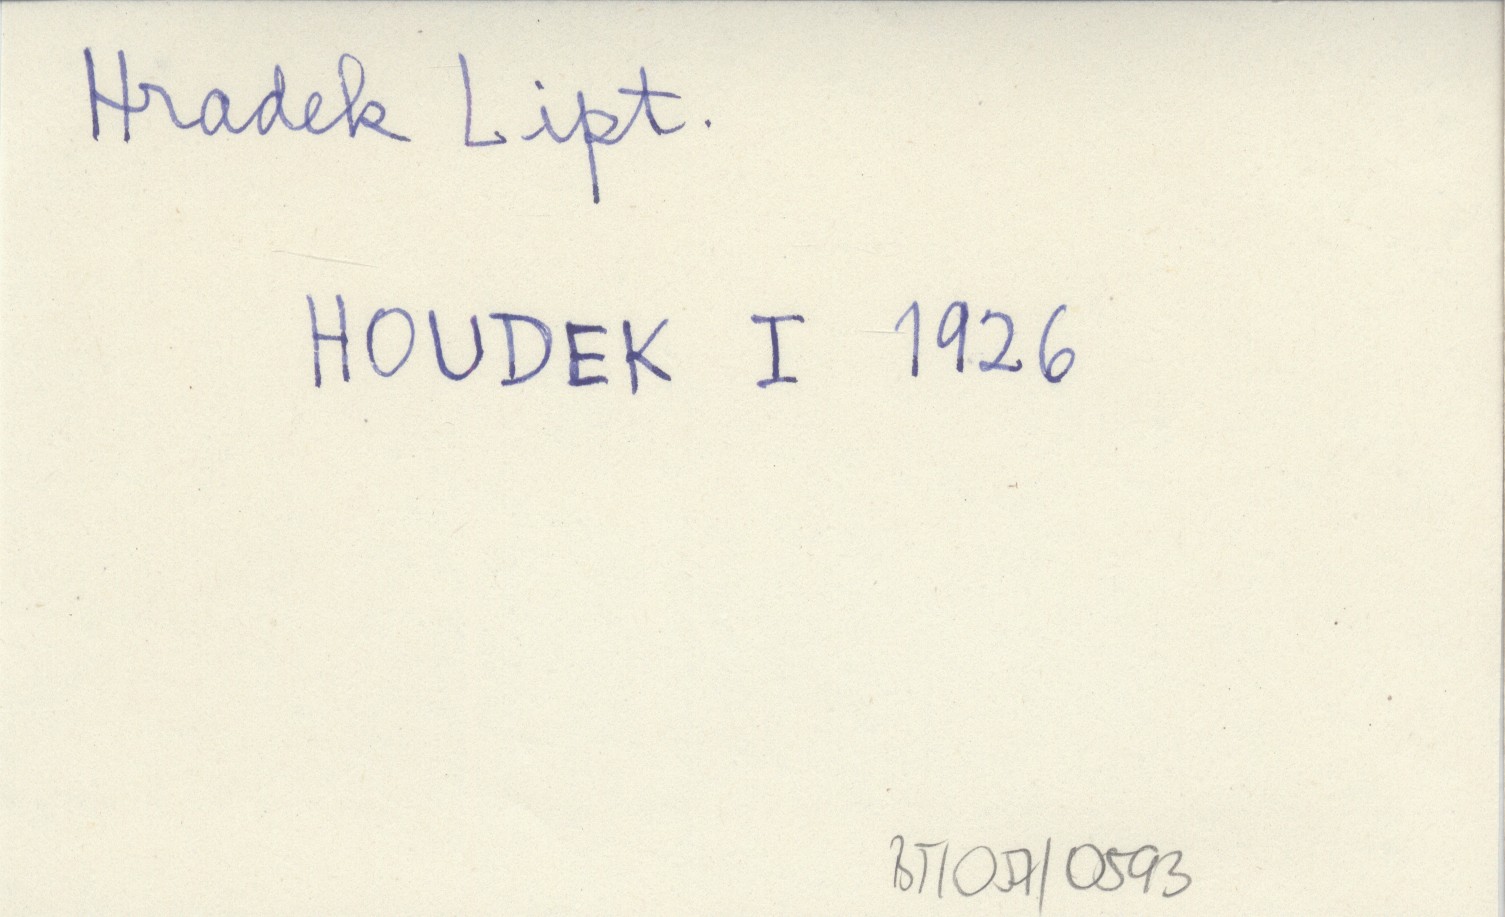 Hradek Lipt.
HOUDEK I 1926
BT/057/0593